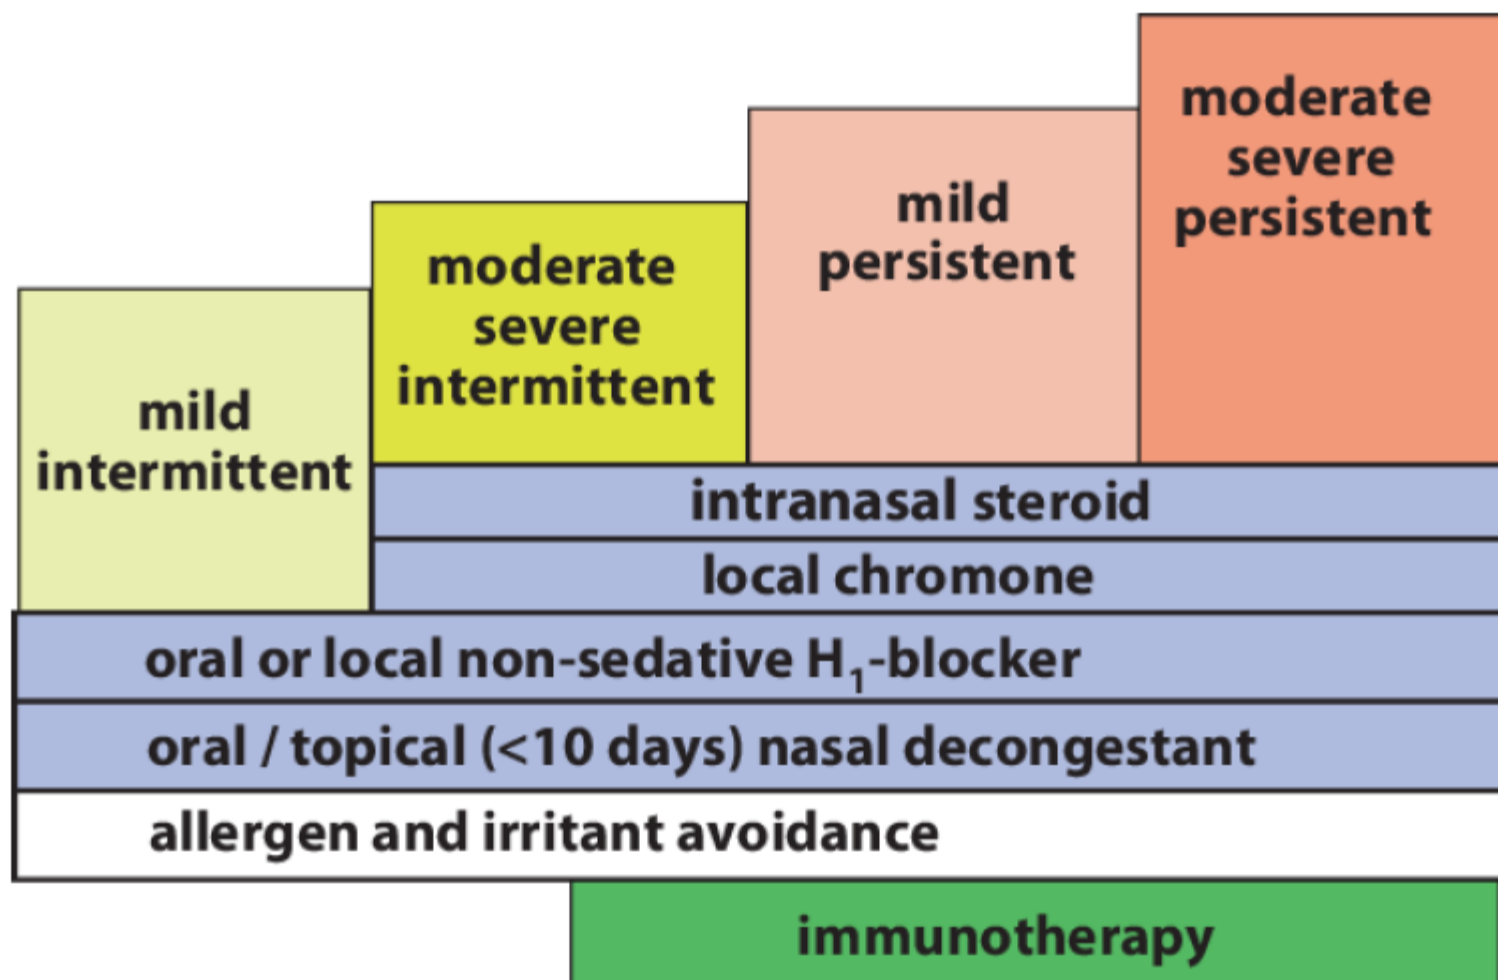 mild
intermittent
moderate
severe
intermittent
mild
persistent
moderate
severe
persistent
intranasal steroid
local chromone
oral or local non-sedative H₁-blocker
oral / topical (<10 days) nasal decongestant
allergen and irritant avoidance
immunotherapy